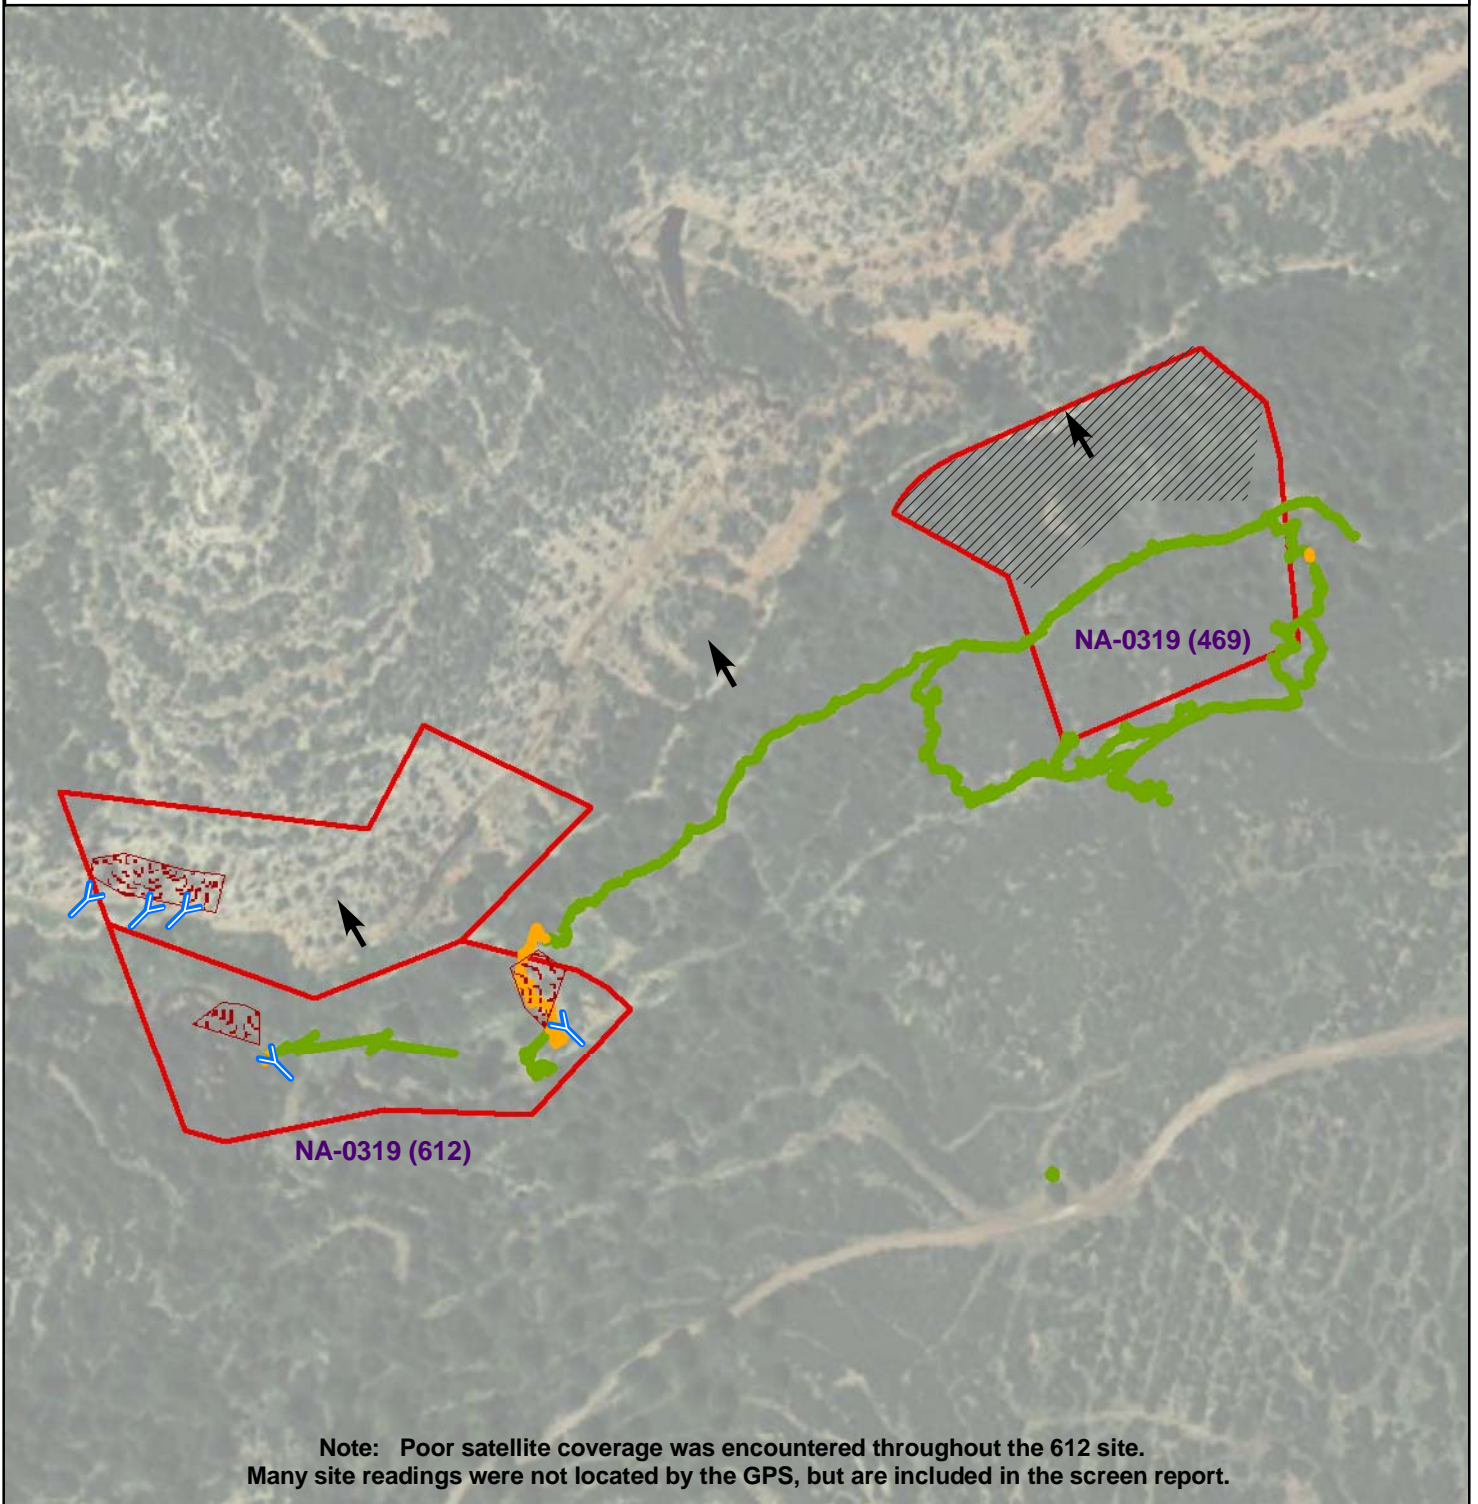 NA-0319 (469)
NA-0319 (612)
Note: Poor satellite coverage was encountered throughout the 612 site.
Many site readings were not located by the GPS, but are included in the screen report.